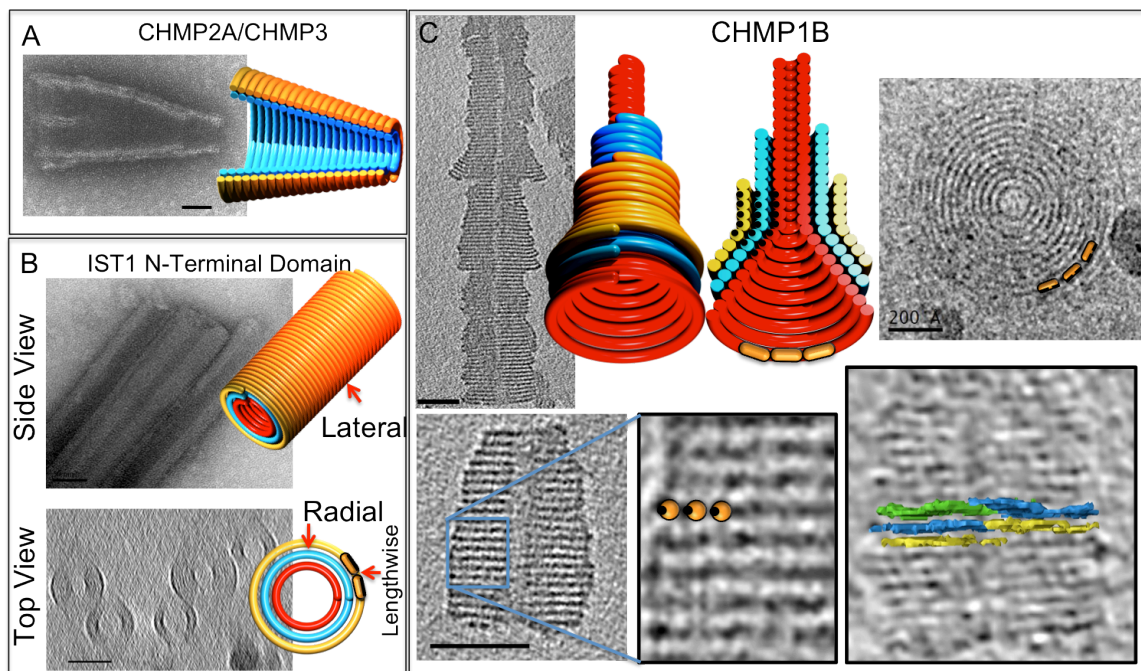 A
CHMP2A/CHMP3
B
IST1 N-Terminal Domain
Side View
Lateral
Top View
Radial
Lengthwise
C
CHMP1B
200 Å